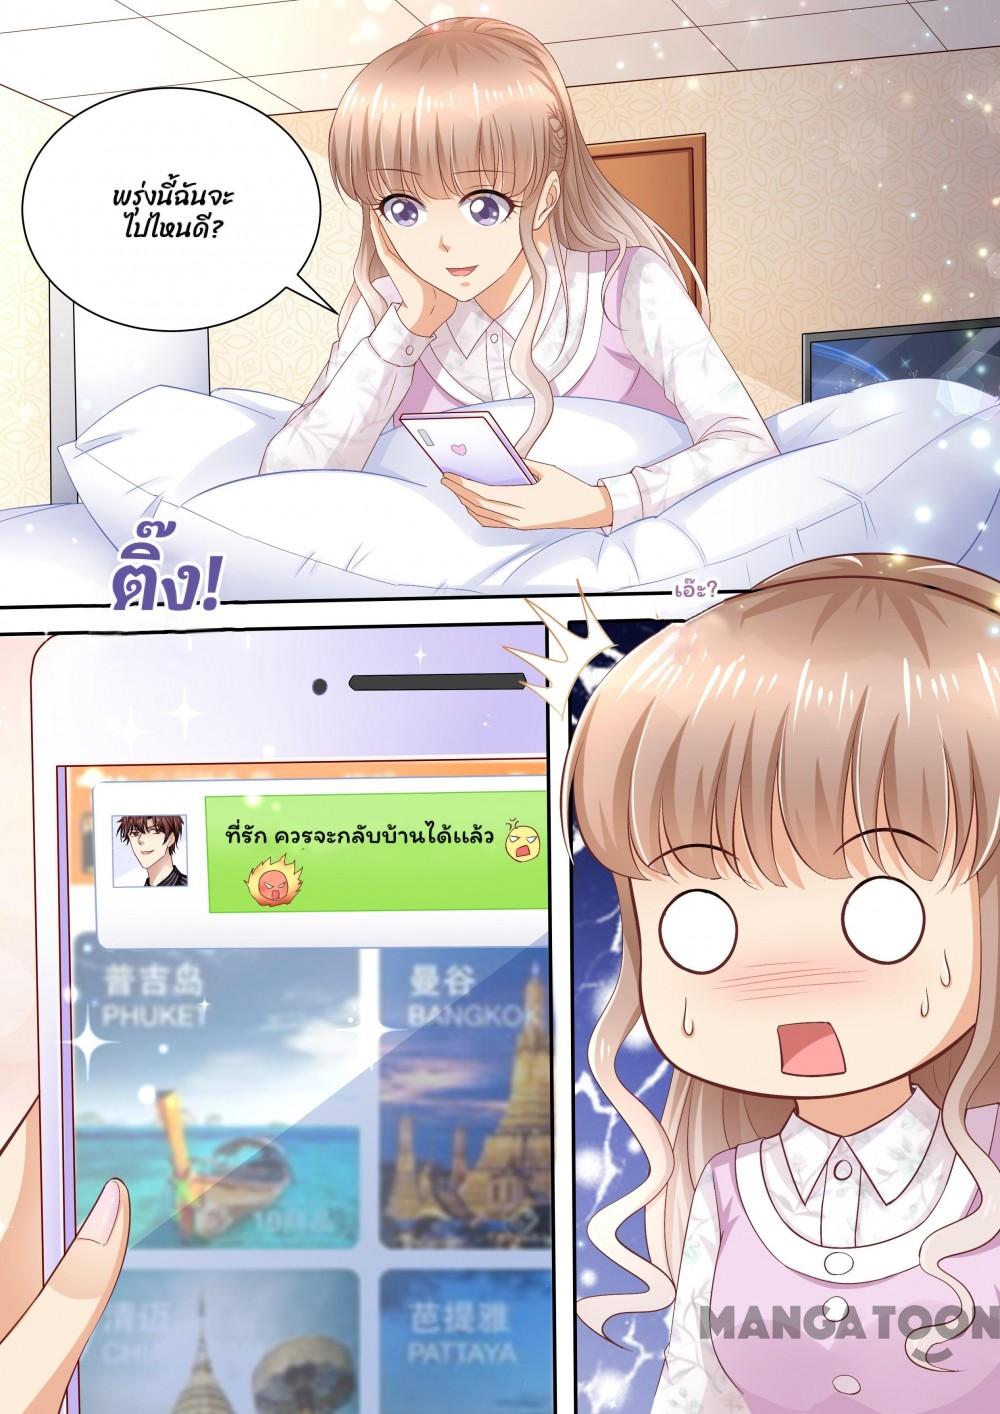 พรุ่งนี้ฉันจะ
ไปไหนดี?
ติ๊ง!
เอ๊ะ?
ที่รัก ควรจะกลับบ้านได้แล้ว
普吉岛
PHUKET
曼谷
BANGKOK
清迈
芭提雅
PATTAYA
MANGATOON